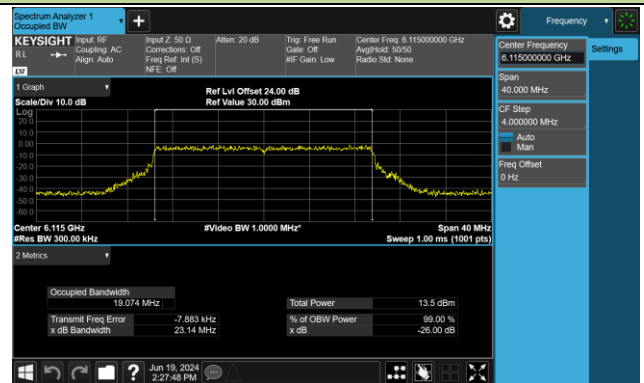 Spectrum Analyzer 1
Occupied BW
Frequency
KEYSIGHT
RL
LXI
Input: RF
Coupling: AC
Align: Auto
Input Z: 50 Ω
Corrections: Off
Freq Ref: Int (S)
NFE: Off
Atten: 20 dB
Trig: Free Run
Gate: Off
#IF Gain: Low
Center Freq: 6.115000000 GHz
Avg|Hold: 50/50
Radio Std: None
Center Frequency
6.115000000 GHz
Settings
Span
40.000 MHz
CF Step
4.000000 MHz
Auto
Man
Freq Offset
0 Hz
1 Graph
Scale/Div 10.0 dB
Ref Lvl Offset 24.00 dB
Ref Value 30.00 dBm
Log
20.0
10.0
0.00
-10.0
-20.0
-30.0
-40.0
-50.0
-60.0
Center 6.115 GHz
#Res BW 300.00 kHz
#Video BW 1.0000 MHz*
Span 40 MHz
Sweep 1.00 ms (1001 pts)
2 Metrics
Occupied Bandwidth
19.074 MHz
Transmit Freq Error -7.883 kHz
x dB Bandwidth 23.14 MHz
Total Power 13.5 dBm
% of OBW Power 99.00 %
x dB -26.00 dB
Jun 19, 2024
2:27:48 PM